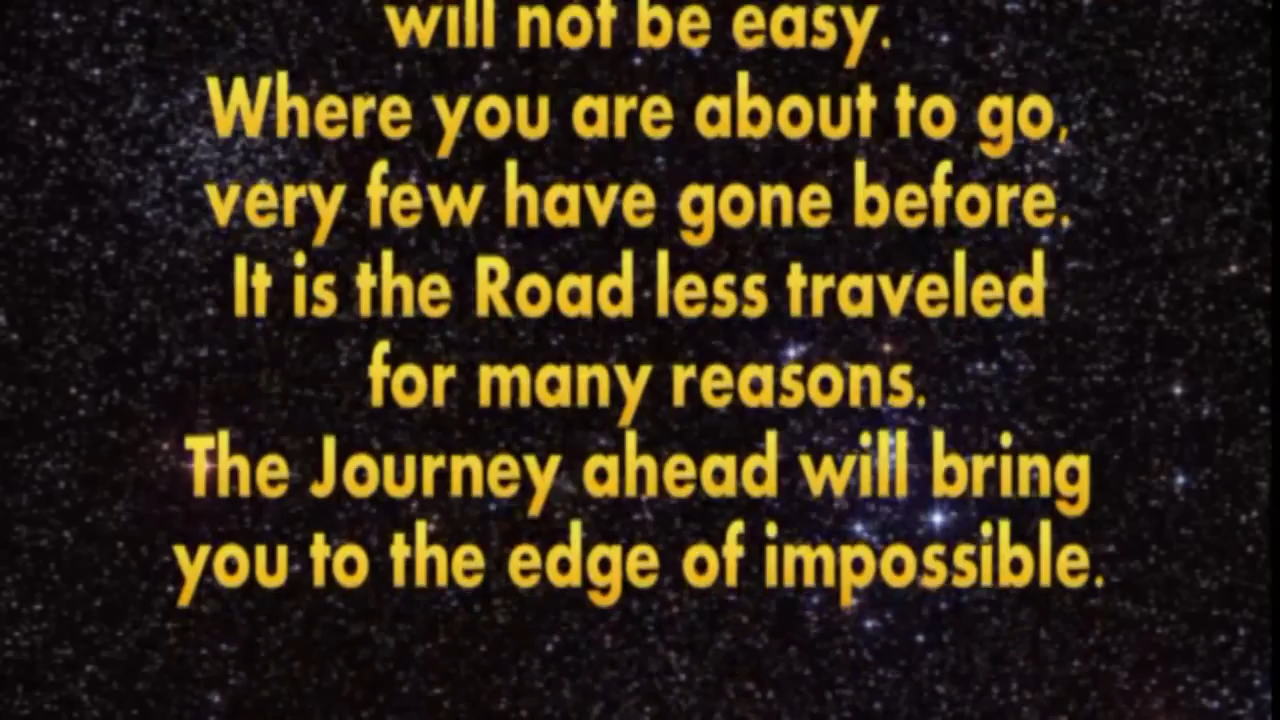 will not be easy.
Where you are about to go,
very few have gone before.
It is the Road less traveled
for many reasons.
The Journey ahead will bring
you to the edge of impossible.